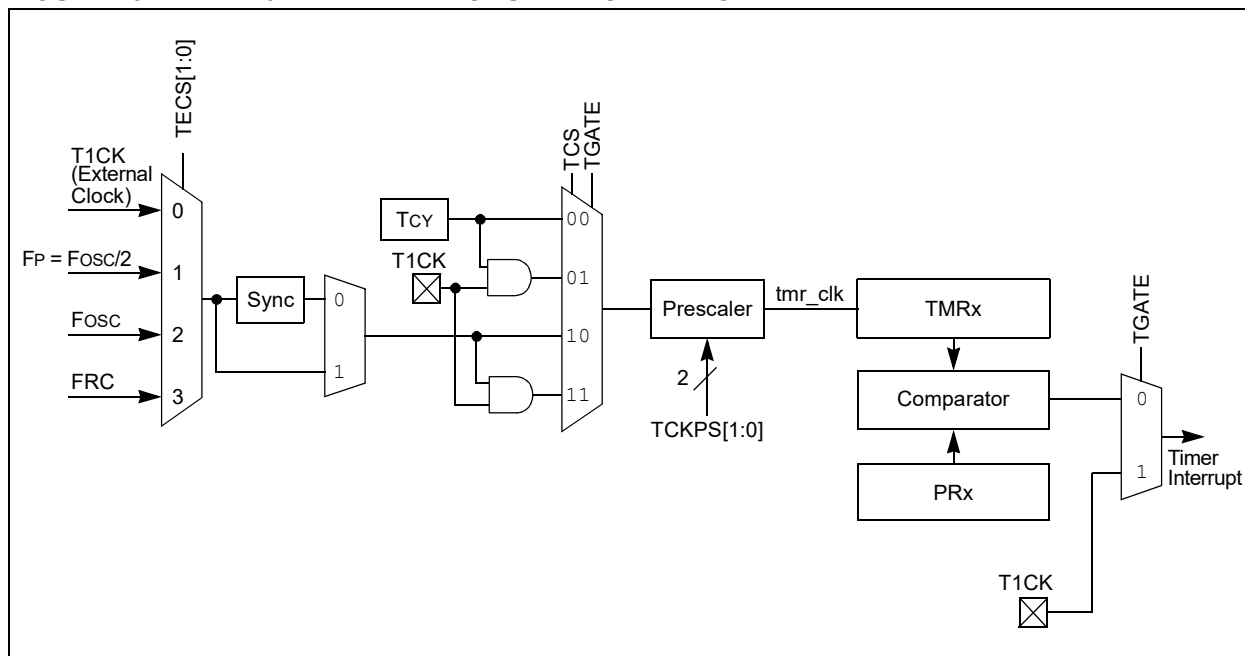 TECS[1:0]
T1CK
(External
Clock)
0
FP = FOSC/2
1
FOSC
2
FRC
3
Sync
0
1
TCY
T1CK
TCS
TGATE
00
01
10
11
Prescaler
2
TCKPS[1:0]
tmr_clk
TMRx
Comparator
PRx
TGATE
0
1
Timer
Interrupt
T1CK